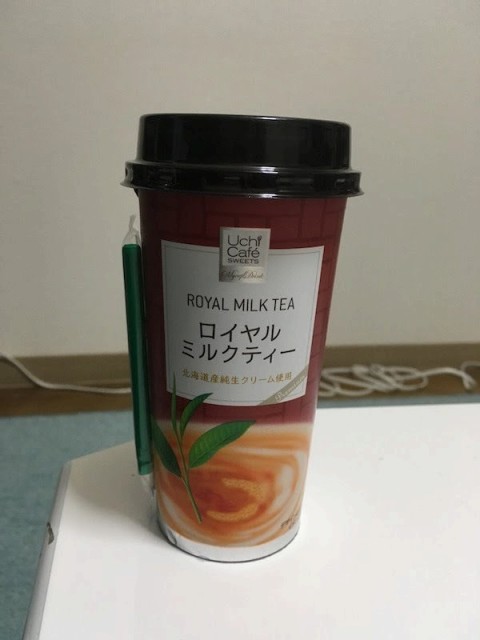 Uchi
Café
SWEETS
ROYAL MILK TEA
ロイヤル
ミルクティー
北海道産純生クリーム使用